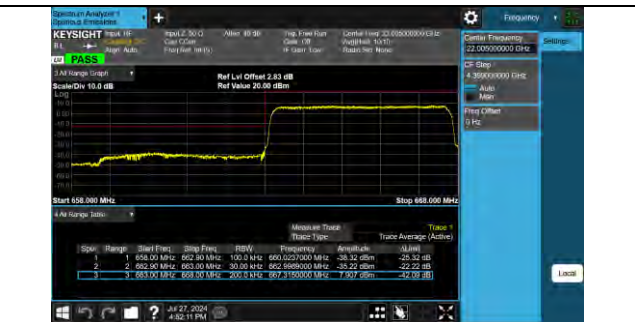 Spectrum Analyzer 1
Spurious Emissions
Frequency
KEYSIGHT Input: RF
R L
Align: Auto
Input Z: 50 Ω
Corr CCorr
Freq Ref: Int (S)
Atten: 40 dB
Trig: Free Run
Gate: Off
IF Gain: Low
Center Freq: 22.005000000 GHz
Avg|Hold: 10/10
Radio Std: None
PASS
Center Frequency
22.005000000 GHz
Settings
CF Step
4.399000000 GHz
Auto
Man
Freq Offset
0 Hz
3 All Range Graph
Scale/Div 10.0 dB
Ref Lvl Offset 2.83 dB
Ref Value 20.00 dBm
Log
Start 658.000 MHz
Stop 668.000 MHz
4 All Range Table
Measure Trace
Trace 1
Trace Type
Trace Average (Active)
Spur Range Start Freq Stop Freq RBW Frequency Amplitude ΔLimit
1 1 658.00 MHz 662.90 MHz 100.0 kHz 660.0237000 MHz -38.32 dBm -25.32 dB
2 2 662.90 MHz 663.00 MHz 30.00 kHz 662.9989000 MHz -35.22 dBm -22.22 dB
3 3 663.00 MHz 668.00 MHz 200.0 kHz 667.3150000 MHz 7.907 dBm -42.09 dB
Local
?
Jul 27, 2024
4:52:11 PM